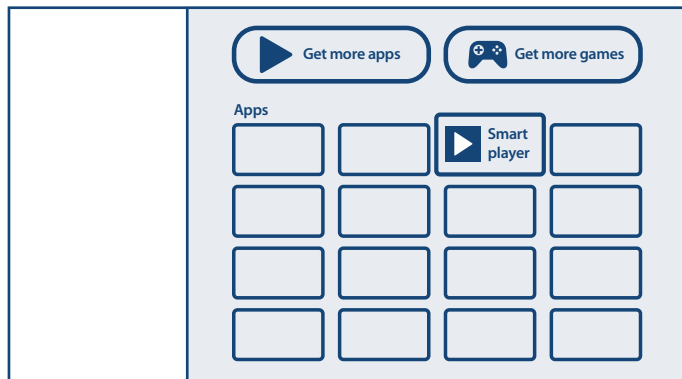 Get more apps
Get more games
Apps
Smart
player